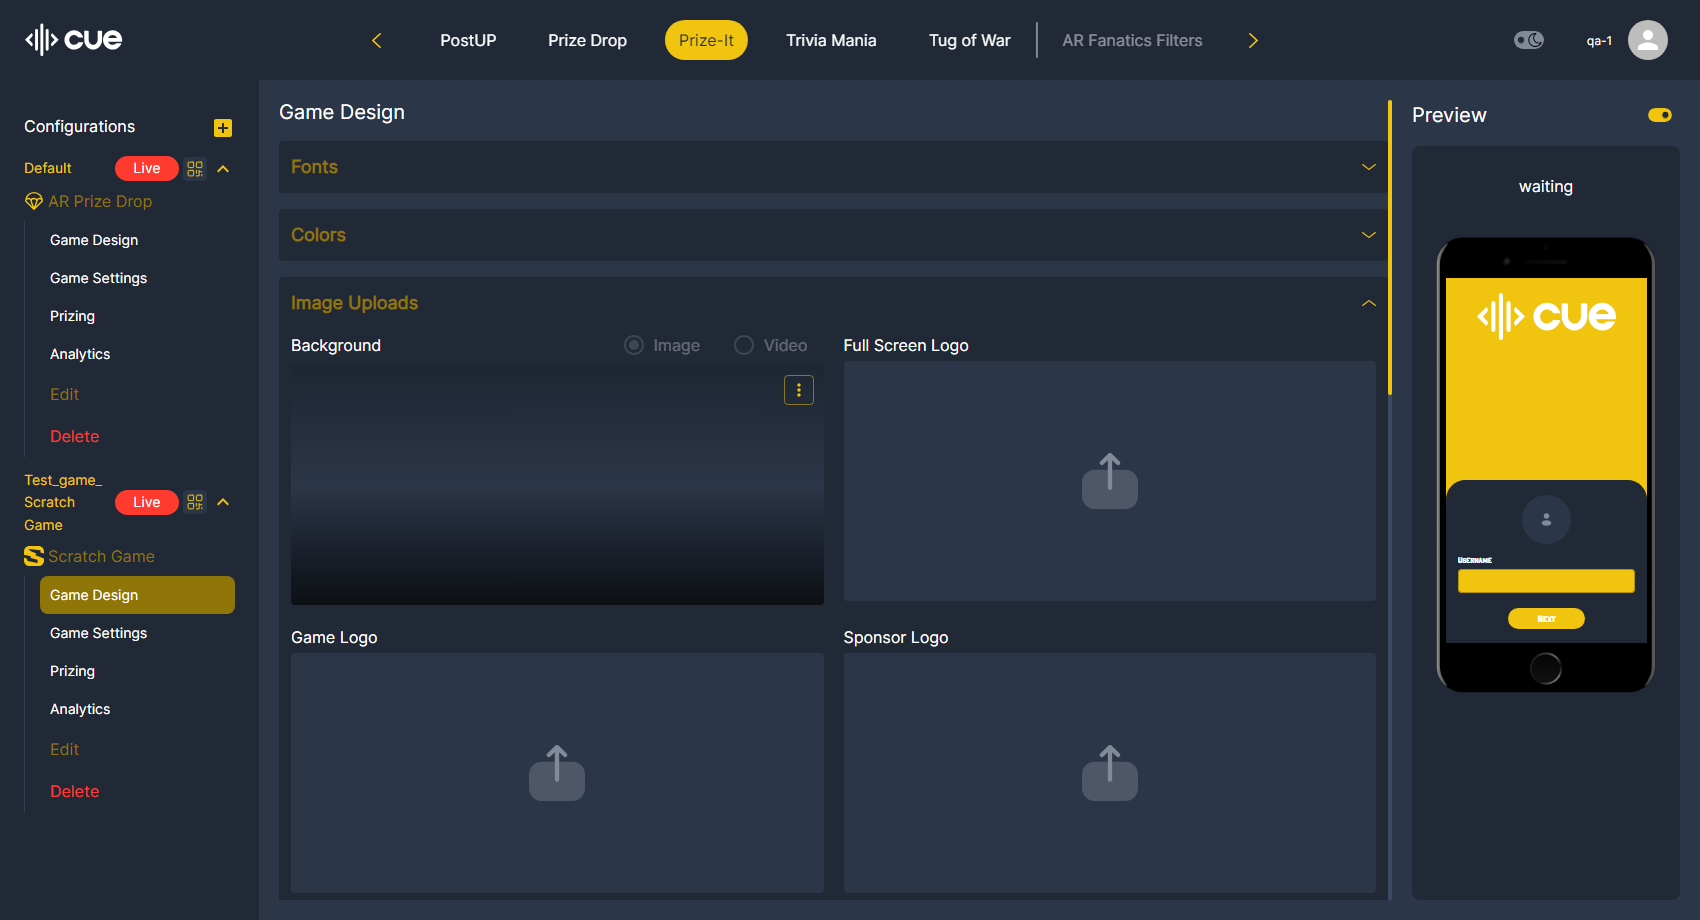 cue
PostUP
Prize Drop
Prize-It
Trivia Mania
Tug of War
AR Fanatics Filters
qa-1
Configurations
Default
Live
AR Prize Drop
Game Design
Game Settings
Prizing
Analytics
Edit
Delete
Test_game_
Scratch
Game
Live
Scratch Game
Game Design
Game Settings
Prizing
Analytics
Edit
Delete
Game Design
Fonts
Colors
Image Uploads
Background
Image
Video
Full Screen Logo
Game Logo
Sponsor Logo
Preview
waiting
cue
Username
Next